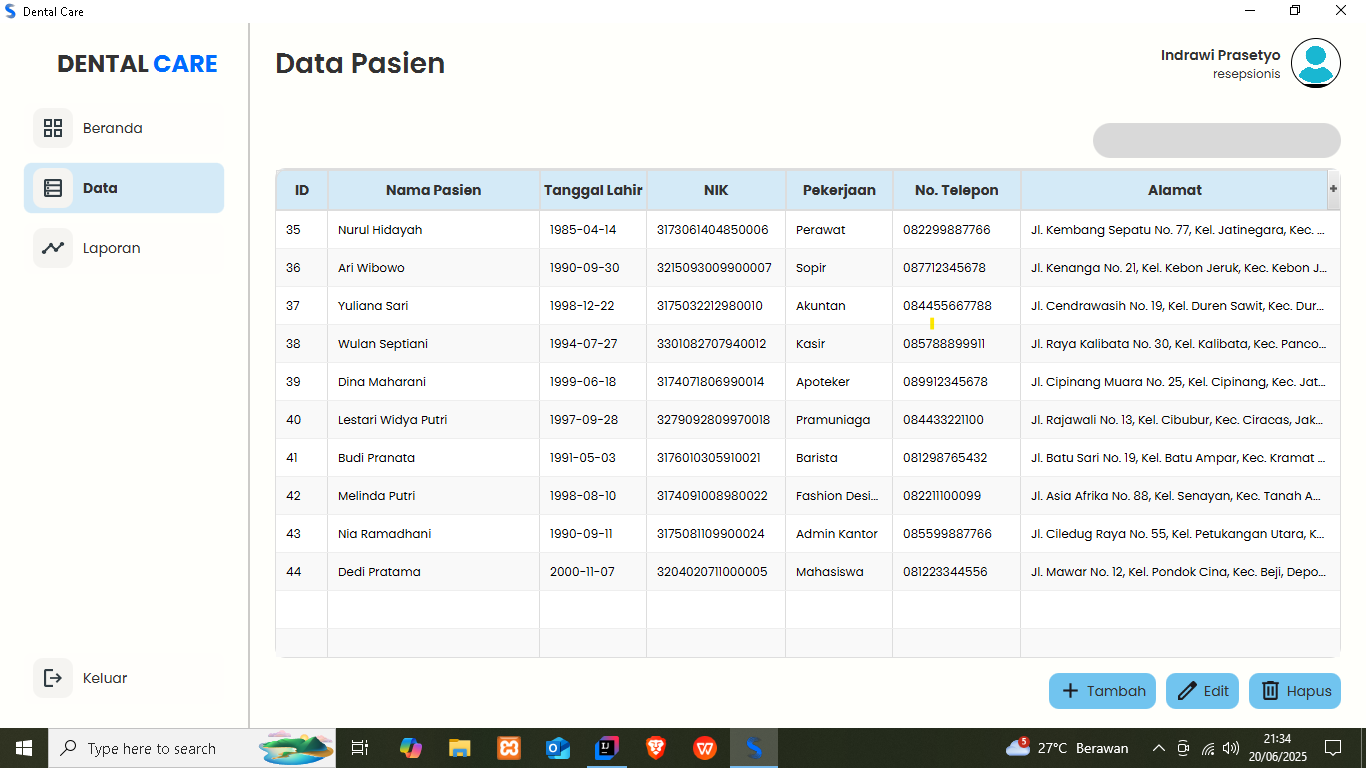 Dental Care
DENTAL CARE
Beranda
Data
Laporan
Keluar
Data Pasien
Indrawi Prasetyo
resepsionis
ID Nama Pasien Tanggal Lahir NIK Pekerjaan No. Telepon Alamat +
35 Nurul Hidayah 1985-04-14 3173061404850006 Perawat 082299887766 Jl. Kembang Sepatu No. 77, Kel. Jatinegara, Kec. ...
36 Ari Wibowo 1990-09-30 3215093009900007 Sopir 087712345678 Jl. Kenanga No. 21, Kel. Kebon Jeruk, Kec. Kebon J...
37 Yuliana Sari 1998-12-22 3175032212980010 Akuntan 084455667788 Jl. Cendrawasih No. 19, Kel. Duren Sawit, Kec. Dur...
38 Wulan Septiani 1994-07-27 3301082707940012 Kasir 085788899911 Jl. Raya Kalibata No. 30, Kel. Kalibata, Kec. Panco...
39 Dina Maharani 1999-06-18 3174071806990014 Apoteker 089912345678 Jl. Cipinang Muara No. 25, Kel. Cipinang, Kec. Jat...
40 Lestari Widya Putri 1997-09-28 3279092809970018 Pramuniaga 084433221100 Jl. Rajawali No. 13, Kel. Cibubur, Kec. Ciracas, Jak...
41 Budi Pranata 1991-05-03 3176010305910021 Barista 081298765432 Jl. Batu Sari No. 19, Kel. Batu Ampar, Kec. Kramat ...
42 Melinda Putri 1998-08-10 3174091008980022 Fashion Desi... 082211100099 Jl. Asia Afrika No. 88, Kel. Senayan, Kec. Tanah A...
43 Nia Ramadhani 1990-09-11 3175081109900024 Admin Kantor 085599887766 Jl. Ciledug Raya No. 55, Kel. Petukangan Utara, K...
44 Dedi Pratama 2000-11-07 3204020711000005 Mahasiswa 081223344556 Jl. Mawar No. 12, Kel. Pondok Cina, Kec. Beji, Depo...
Tambah Edit Hapus
Type here to search
5
27°C Berawan
21:34
20/06/2025